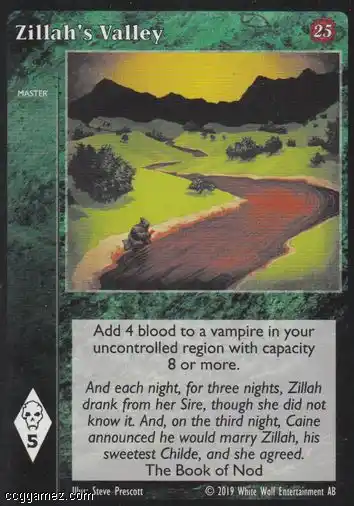 Zillah's Valley
25
MASTER
Add 4 blood to a vampire in your
uncontrolled region with capacity
8 or more.
And each night, for three nights, Zillah
drank from her Sire, though she did not
know it. And, on the third night, Caine
announced he would marry Zillah, his
sweetest Childe, and she agreed.
The Book of Nod
5
Illus: Steve Prescott
© 2019 White Wolf Entertainment AB
ccggamez.com